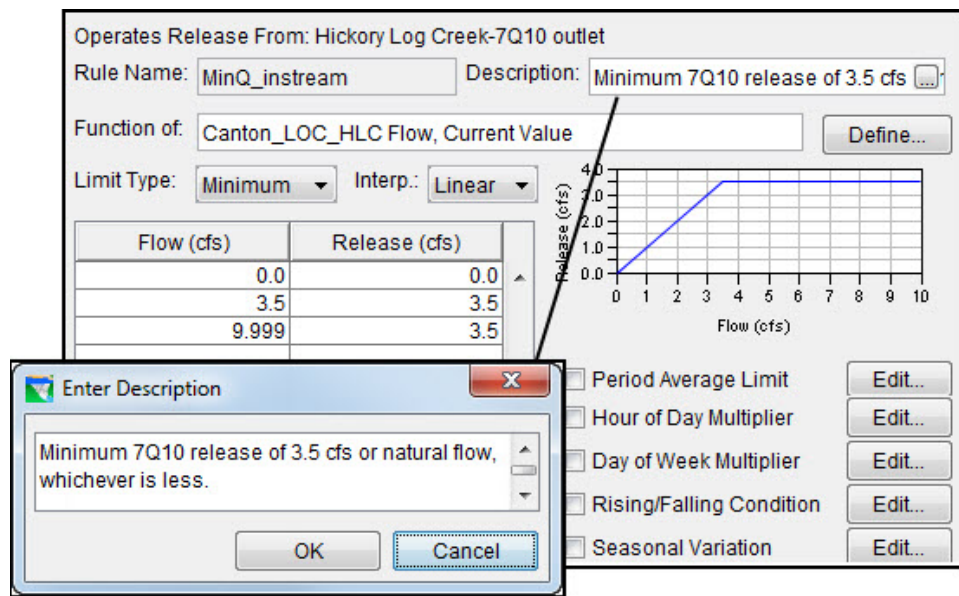 Operates Release From: Hickory Log Creek-7Q10 outlet
Rule Name: MinQ_instream Description: Minimum 7Q10 release of 3.5 cfs ...
Function of: Canton_LOC_HLC Flow, Current Value Define...
Limit Type: Minimum Interp.: Linear
Flow (cfs) Release (cfs)
0.0 0.0
3.5 3.5
9.999 3.5
Release (cfs)
4.0
3.0
2.0
1.0
0.0
0 1 2 3 4 5 6 7 8 9 10
Flow (cfs)
Period Average Limit Edit...
Hour of Day Multiplier Edit...
Day of Week Multiplier Edit...
Rising/Falling Condition Edit...
Seasonal Variation Edit...
Enter Description
Minimum 7Q10 release of 3.5 cfs or natural flow,
whichever is less.
OK Cancel